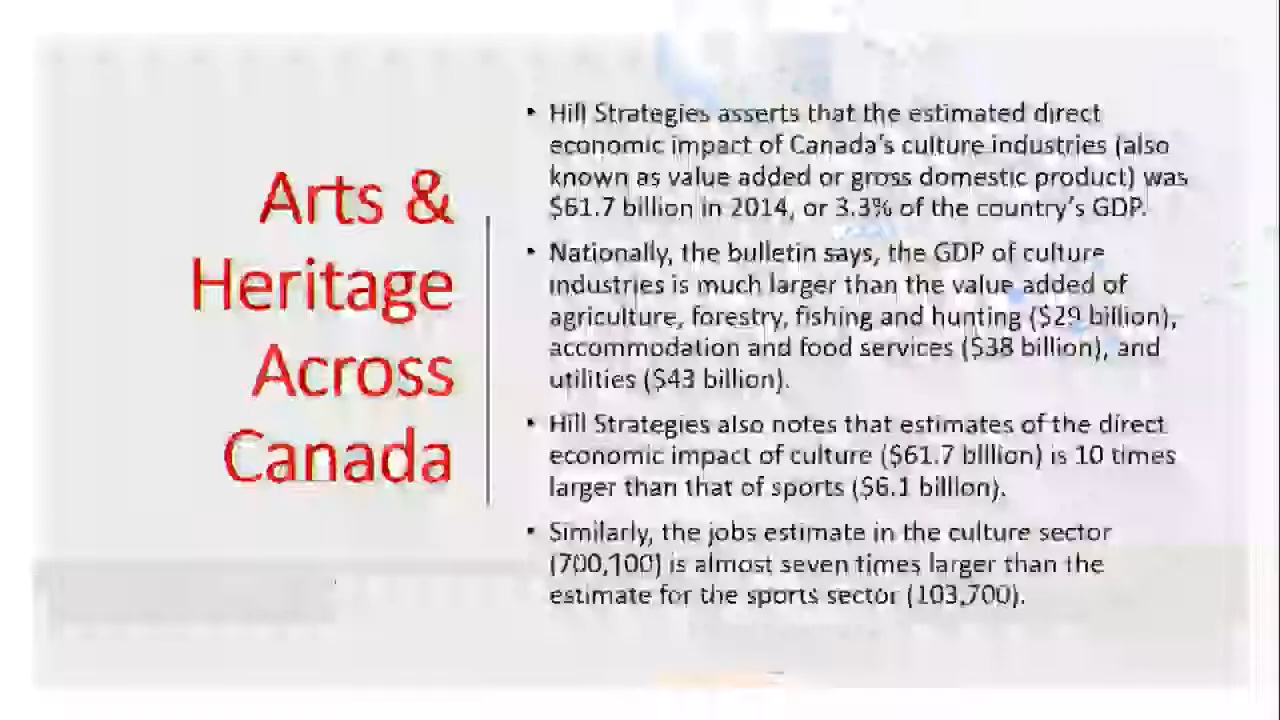 Arts &
Heritage
Across
Canada
• Hill Strategies asserts that the estimated direct
economic impact of Canada's culture industries (also
known as value added or gross domestic product) was
$61.7 billion in 2014, or 3.3% of the country's GDP.
• Nationally, the bulletin says, the GDP of culture
industries is much larger than the value added of
agriculture, forestry, fishing and hunting ($29 billion),
accommodation and food services ($38 billion), and
utilities ($43 billion).
• Hill Strategies also notes that estimates of the direct
economic impact of culture ($61.7 billion) is 10 times
larger than that of sports ($6.1 billion).
• Similarly, the jobs estimate in the culture sector
(700,100) is almost seven times larger than the
estimate for the sports sector (103,700).